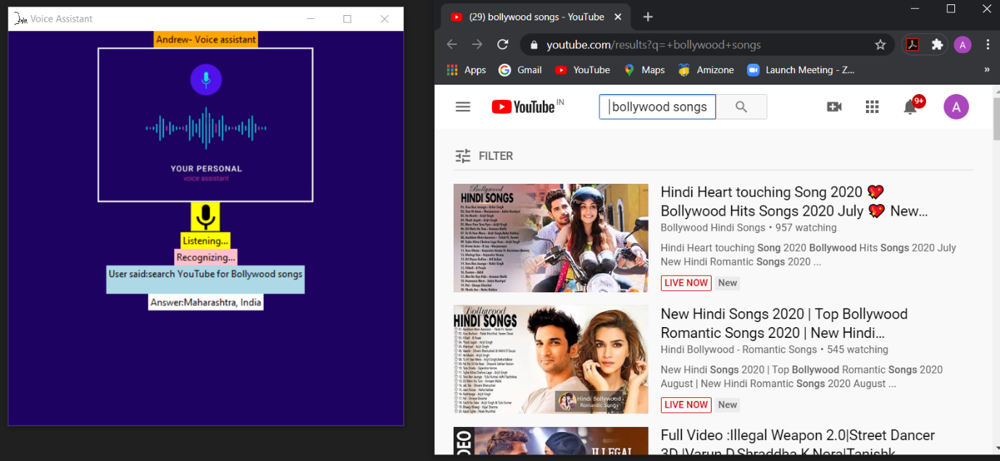 Voice Assistant
Andrew- Voice assistant
YOUR PERSONAL
voice assistant
Listening...
Recognizing...
User said:search YouTube for Bollywood songs
Answer:Maharashtra, India
(29) bollywood songs - YouTube
youtube.com/results?q=+bollywood+songs
A
Apps
Gmail
YouTube
Maps
Amizone
Launch Meeting - Z...
»
YouTube IN
bollywood songs
9+
A
FILTER
Bollywood
HINDI SONGS
Hindi Heart touching Song 2020 💖
Bollywood Hits Songs 2020 July 💖 New...
Bollywood Hindi Songs • 957 watching
Hindi Heart touching Song 2020 Bollywood Hits Songs 2020 July
New Hindi Romantic Songs 2020 ...
LIVE NOW New
Bollywood
HINDI SONGS
Hindi Bollywood -
Romantic Songs
New Hindi Songs 2020 | Top Bollywood
Romantic Songs 2020 | New Hindi...
Hindi Bollywood - Romantic Songs • 545 watching
New Hindi Songs 2020 | Top Bollywood Romantic Songs 2020
August | New Hindi Romantic Songs 2020 August ...
LIVE NOW New
ILLEGAL
Full Video :Illegal Weapon 2.0|Street Dancer
3D |Varun D,Shraddha K,Nora|Tanishk